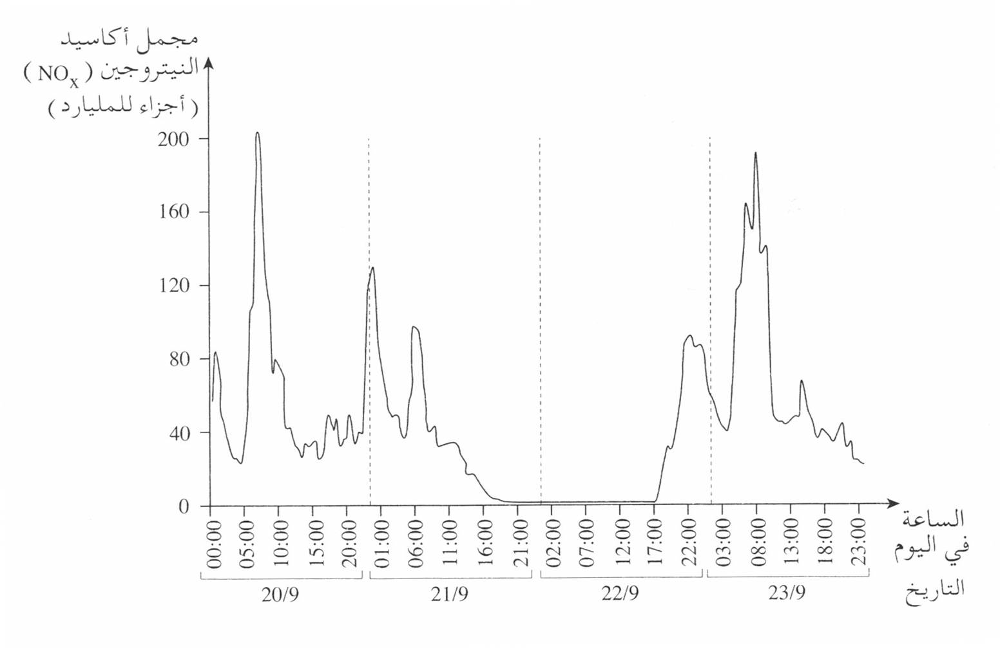 مجمل أكاسيد
النيتروجين (NOx)
(أجزاء للمليارد)
200
160
120
80
40
0
00:00 05:00 10:00 15:00 20:00 01:00 06:00 11:00 16:00 21:00 02:00 07:00 12:00 17:00 22:00 03:00 08:00 13:00 18:00 23:00
الساعة
في اليوم
20/9 21/9 22/9 23/9
التاريخ